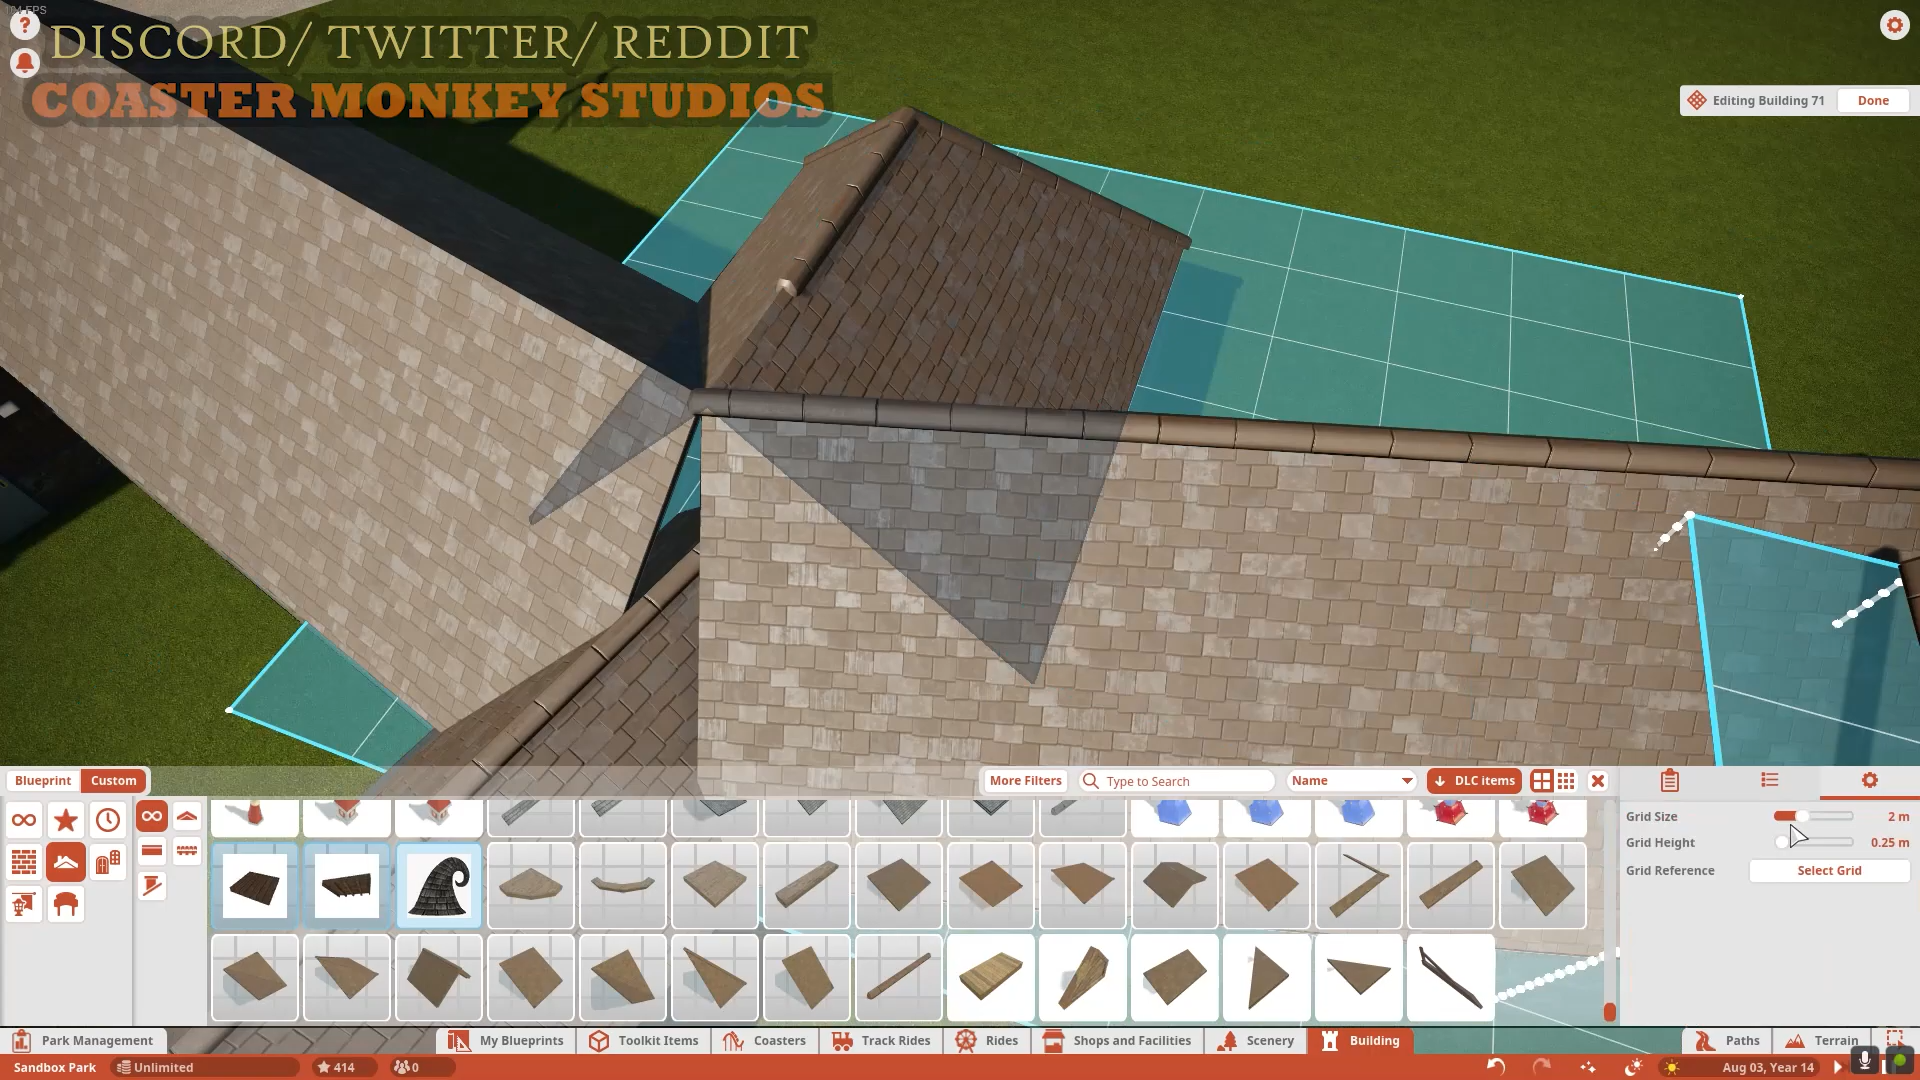 DISCORD/ TWITTER/ REDDIT
COASTER MONKEY STUDIOS
Editing Building 71
Done
Blueprint
Custom
More Filters
Type to Search
Name
DLC items
Grid Size
2 m
Grid Height
0.25 m
Grid Reference
Select Grid
Park Management
My Blueprints
Toolkit Items
Coasters
Track Rides
Rides
Shops and Facilities
Scenery
Building
Paths
Terrain
Sandbox Park
Unlimited
414
0
Aug 03, Year 14